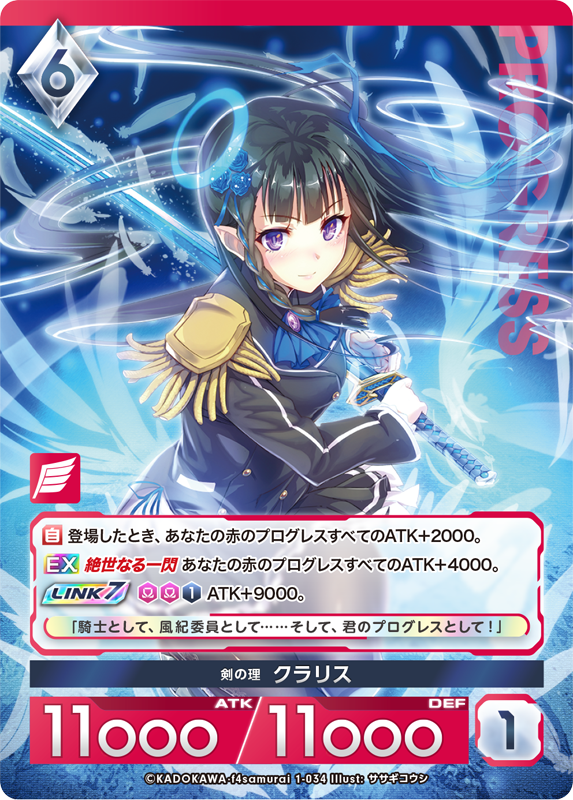 6
PROGRESS
自 登場したとき、あなたの赤のプログレスすべてのATK+2000。
EX 絶世なる一閃 あなたの赤のプログレスすべてのATK+4000。
LINK7 Ω Ω 1 ATK+9000。
「騎士として、風紀委員として……そして、君のプログレスとして！」
剣の理 クラリス
ATK DEF
11000/11000 1
©KADOKAWA-f4samurai 1-034 Illust: ササギコウシ